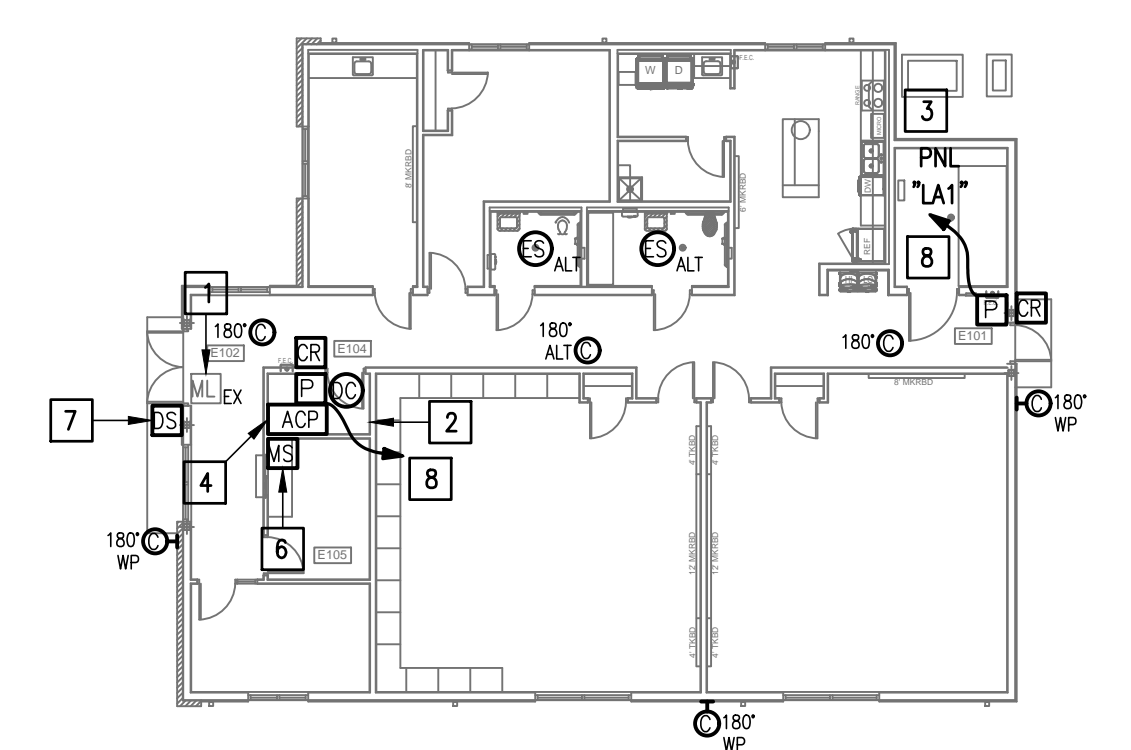 F.E.C.
W
D
RANGE
MICRO
3
8' MKRBD
PNL
"LA1"
DW
6' MKRBD
ES
ALT
ES
ALT
REF
8
1
P
CR
180°
C
180°
ALT
C
180°
C
E101
E102
CR
E104
F.E.C.
ML
EX
P
DC
8' MKRBD
C
180°
WP
7
DS
ACP
2
4' TKBD
4' TKBD
MS
4
8
6
E105
180°
C
WP
12' MKRBD
12' MKRBD
4' TKBD
4' TKBD
C
180°
WP